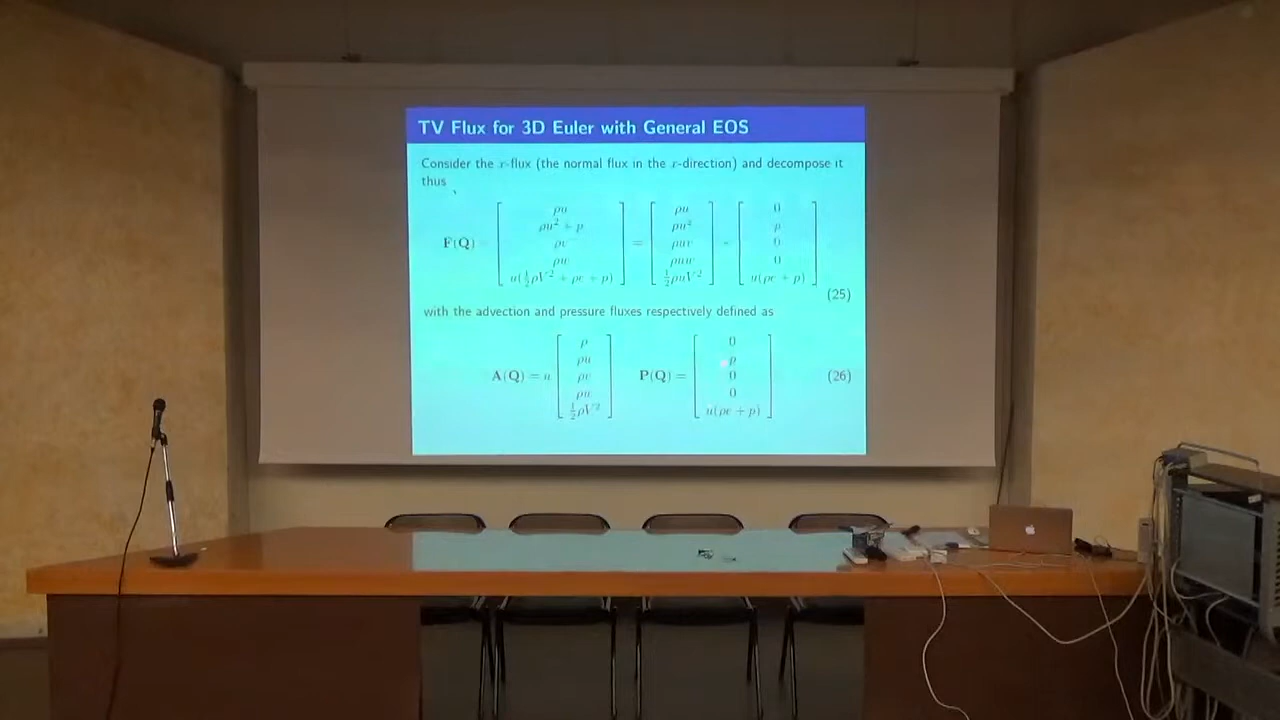 TV Flux for 3D Euler with General EOS
Consider the x-flux (the normal flux in the x-direction) and decompose it
thus
F(Q) = [ρu, ρu² + p, ρv, ρw, u(½ρV² + ρe + p)] = [ρu, ρu², ρuv, ρuw, ½ρuV²] + [0, p, 0, 0, u(ρe + p)]
(25)
with the advection and pressure fluxes respectively defined as
A(Q) = u [ρ, ρu, ρv, ρw, ½ρV²] P(Q) = [0, p, 0, 0, u(ρe + p)] (26)